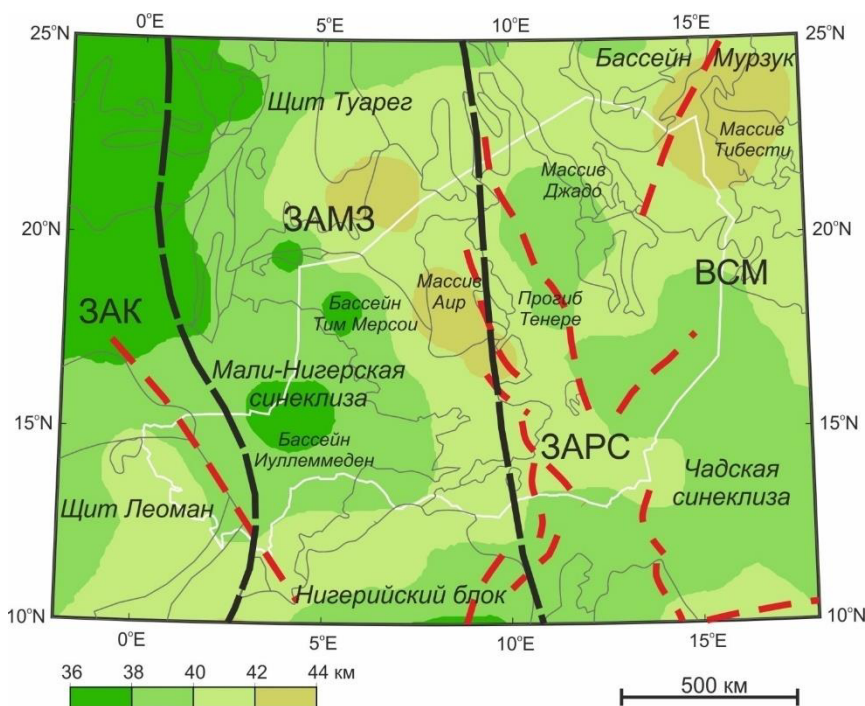 0°E 5°E 10°E 15°E
25°N 25°N
Бассейн Мурзук
Щит Туарег
Массив
Тибести
Массив
Джадо
20°N 20°N
ЗАМЗ
ВСМ
Массив
Аир
Прогиб
Тенере
Бассейн
Тим Мерсои
ЗАК
Мали-Нигерская
синеклиза
15°N 15°N
Бассейн
Иуллеммеден
ЗАРС
Чадская
синеклиза
Щит Леоман
Нигерийский блок
10°N 10°N
0°E 5°E 10°E 15°E
36 38 40 42 44 км
500 км